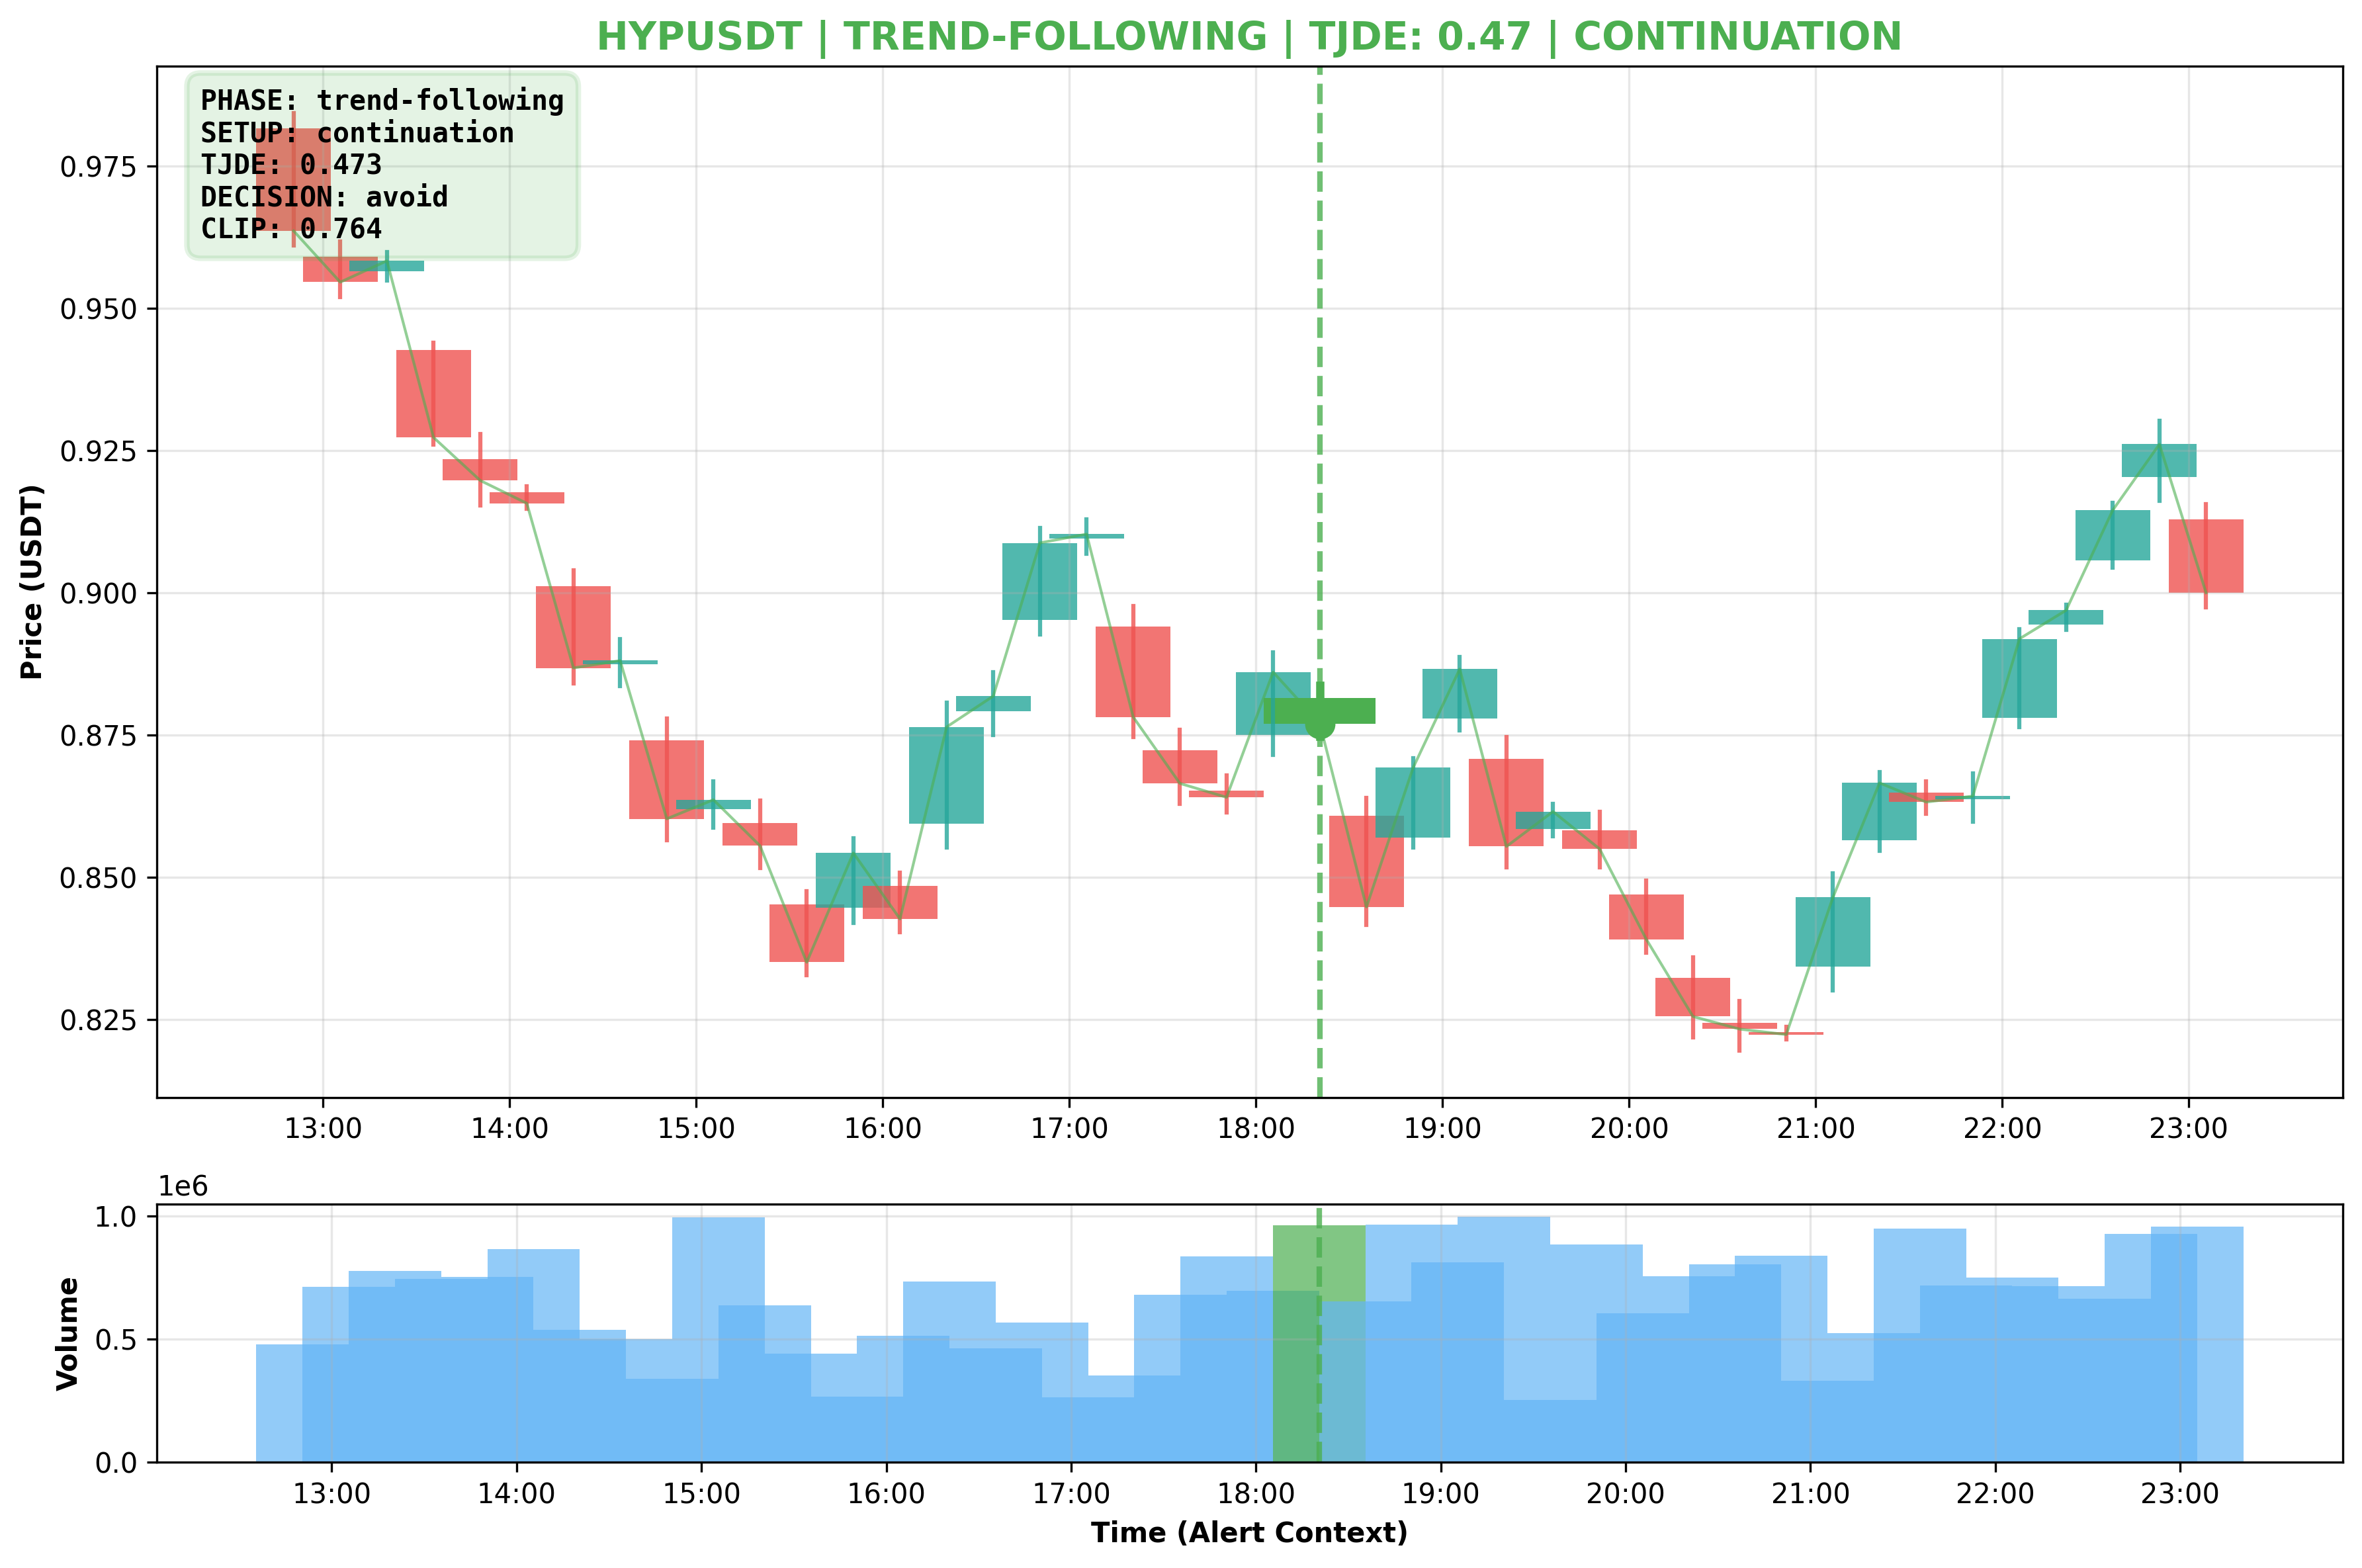 HYPUSDT | TREND-FOLLOWING | TJDE: 0.47 | CONTINUATION
PHASE: trend-following
SETUP: continuation
TJDE: 0.473
DECISION: avoid
CLIP: 0.764
Price (USDT)
0.975
0.950
0.925
0.900
0.875
0.850
0.825
13:00 14:00 15:00 16:00 17:00 18:00 19:00 20:00 21:00 22:00 23:00
1e6
Volume
1.0
0.5
0.0
13:00 14:00 15:00 16:00 17:00 18:00 19:00 20:00 21:00 22:00 23:00
Time (Alert Context)